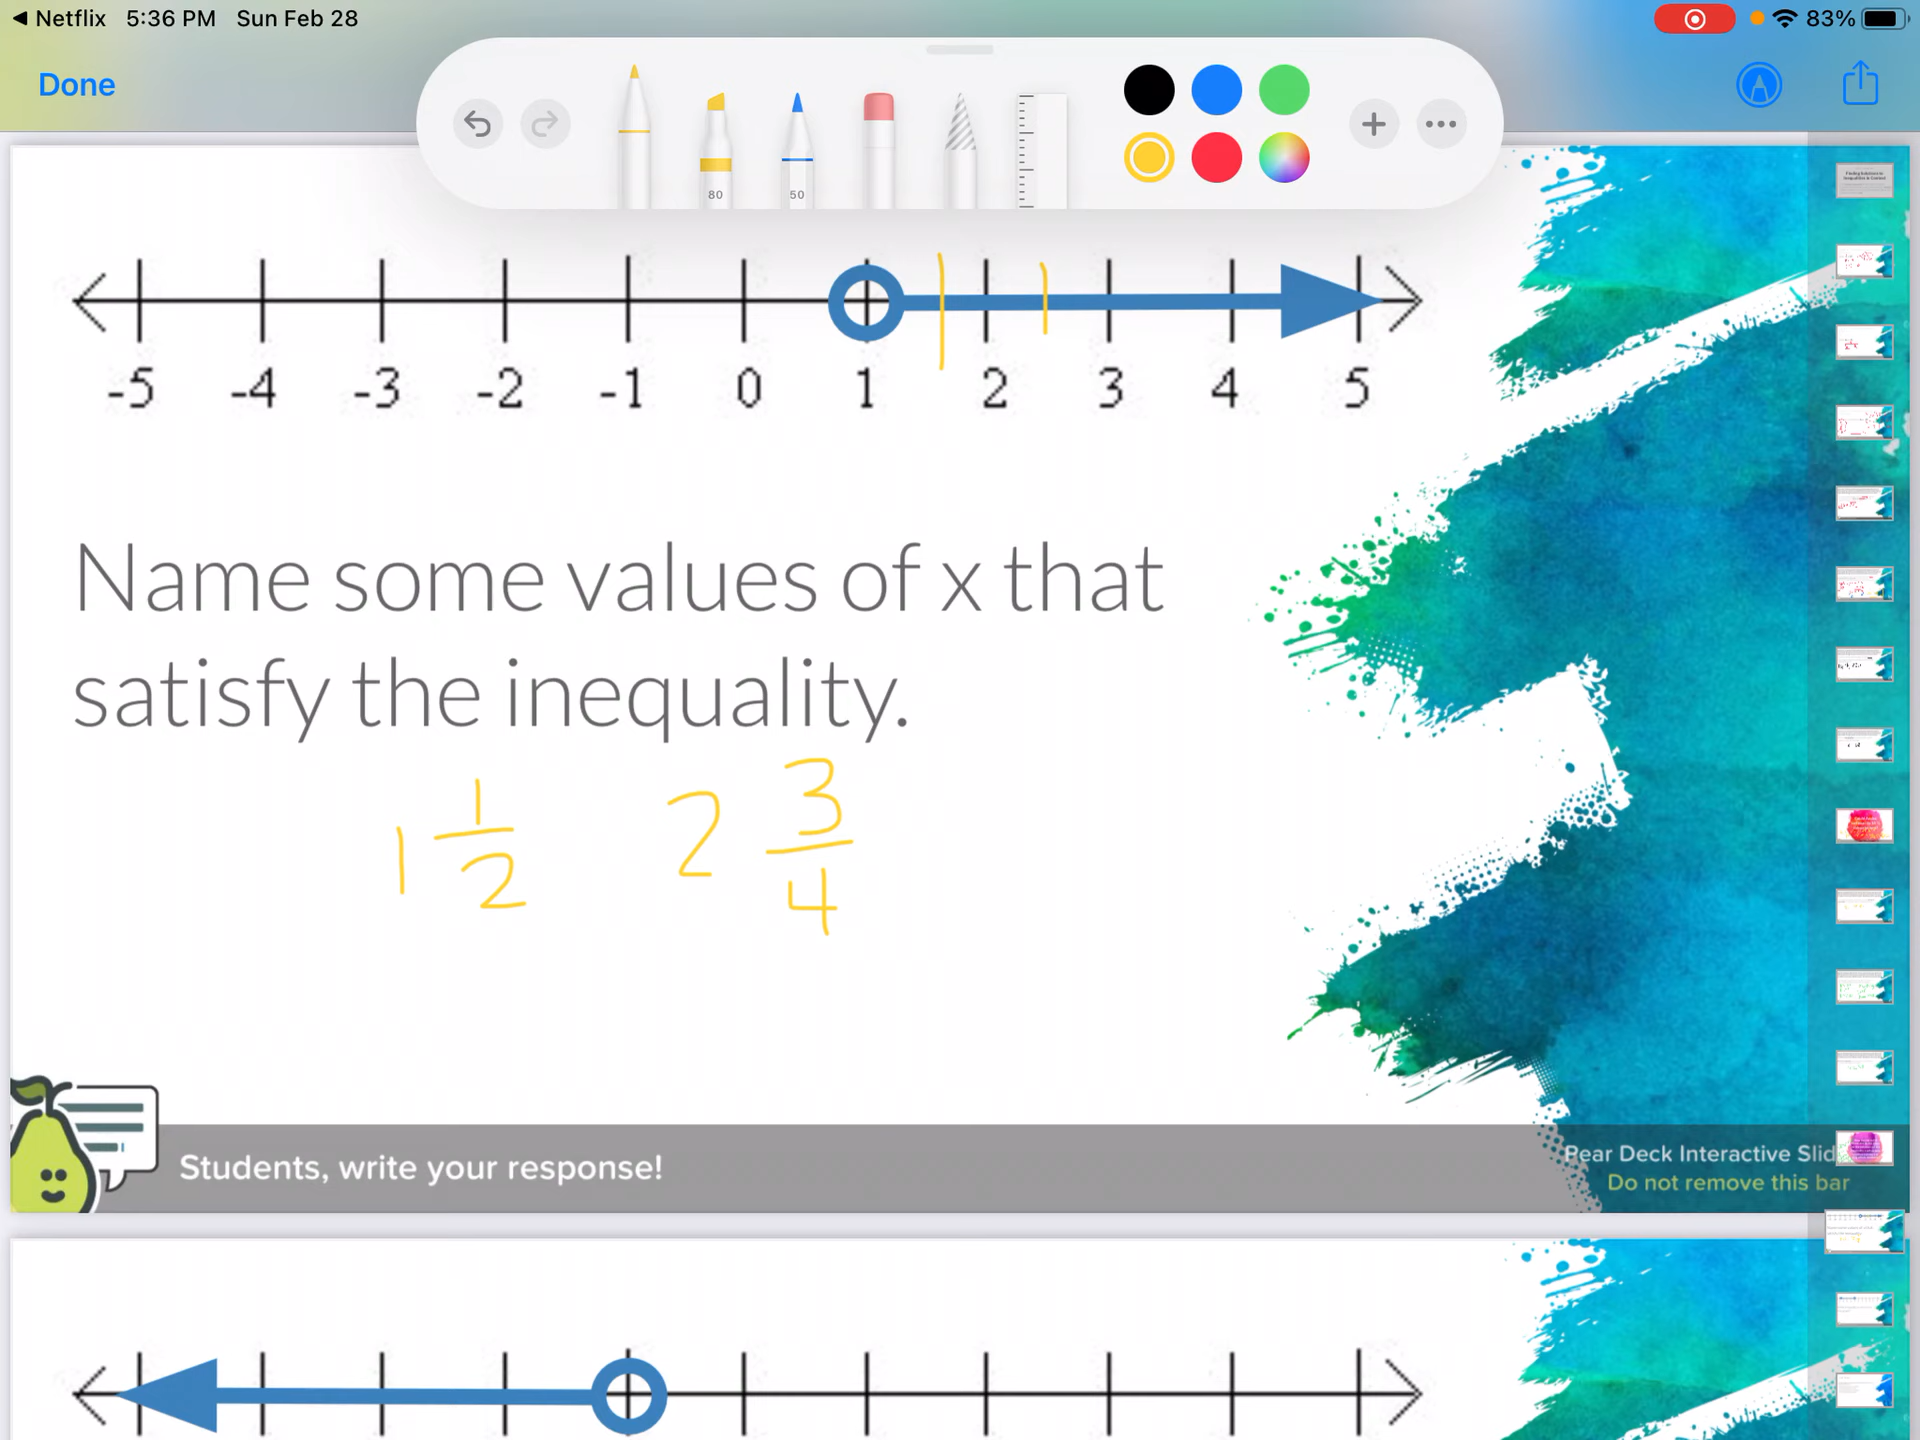 Netflix 5:36 PM Sun Feb 28 83%
Done
80 50
-5 -4 -3 -2 -1 0 1 2 3 4 5
Name some values of x that
satisfy the inequality.
1 1/2 2 3/4
Students, write your response!
Pear Deck Interactive Slid
Do not remove this bar